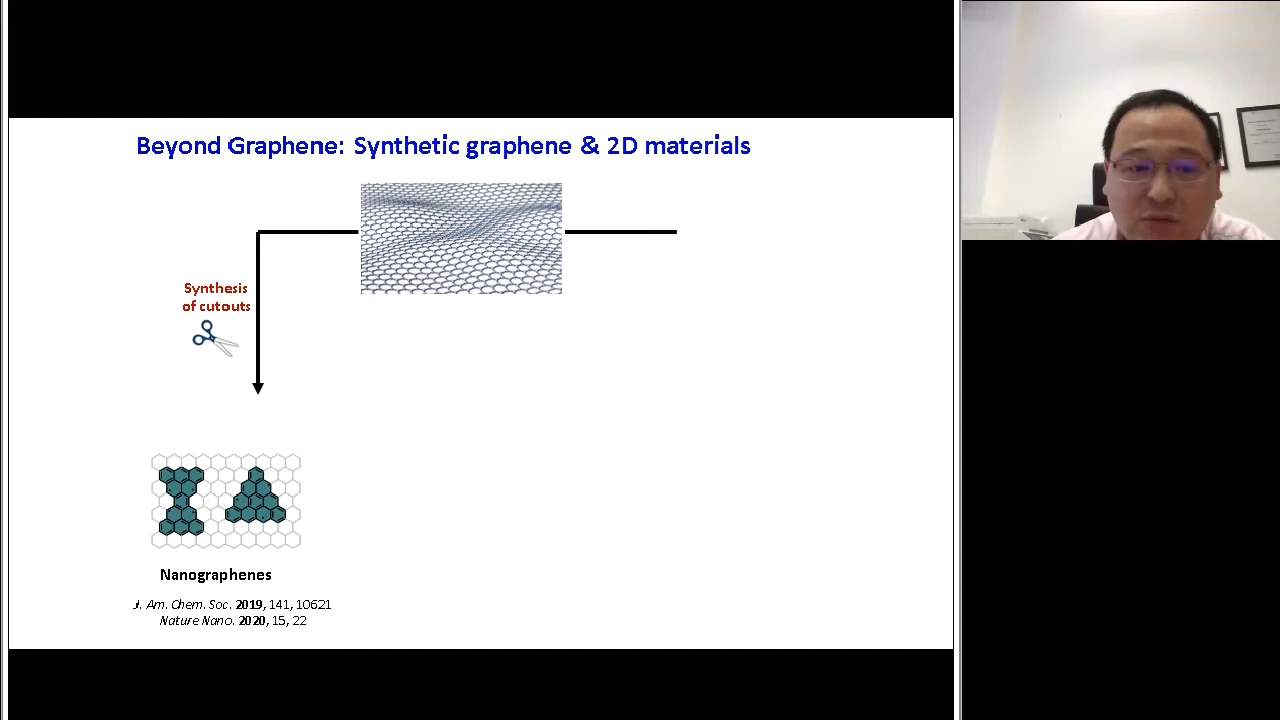 Beyond Graphene: Synthetic graphene & 2D materials
Synthesis
of cutouts
Nanographenes
J. Am. Chem. Soc. 2019, 141, 10621
Nature Nano. 2020, 15, 22